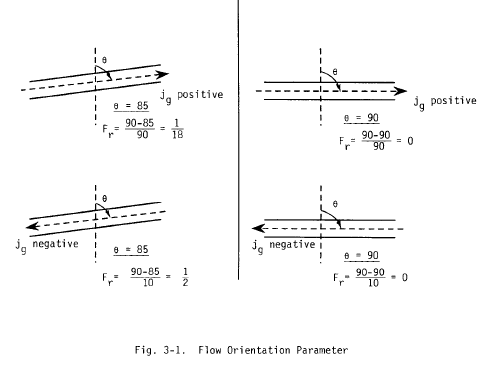 θ
j_g positive
θ = 85
F_r = 90-85/90 = 1/18
θ
j_g positive
θ = 90
F_r = 90-90/90 = 0
θ
j_g negative
θ = 85
F_r = 90-85/10 = 1/2
θ
j_g negative
θ = 90
F_r = 90-90/10 = 0
Fig. 3-1. Flow Orientation Parameter